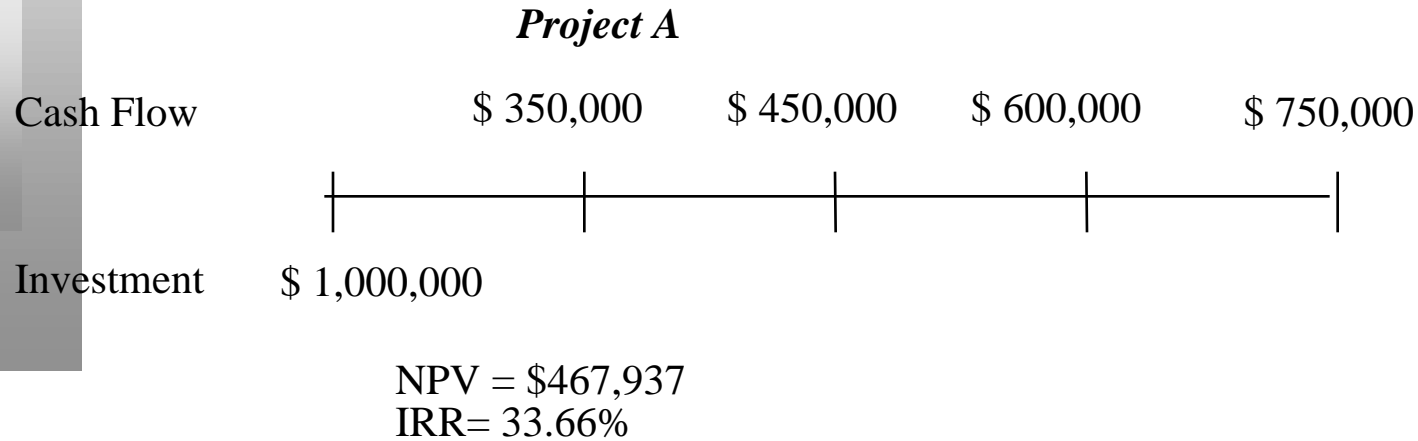 Project A
Cash Flow $ 350,000 $ 450,000 $ 600,000 $ 750,000
Investment $ 1,000,000
NPV = $467,937
IRR= 33.66%